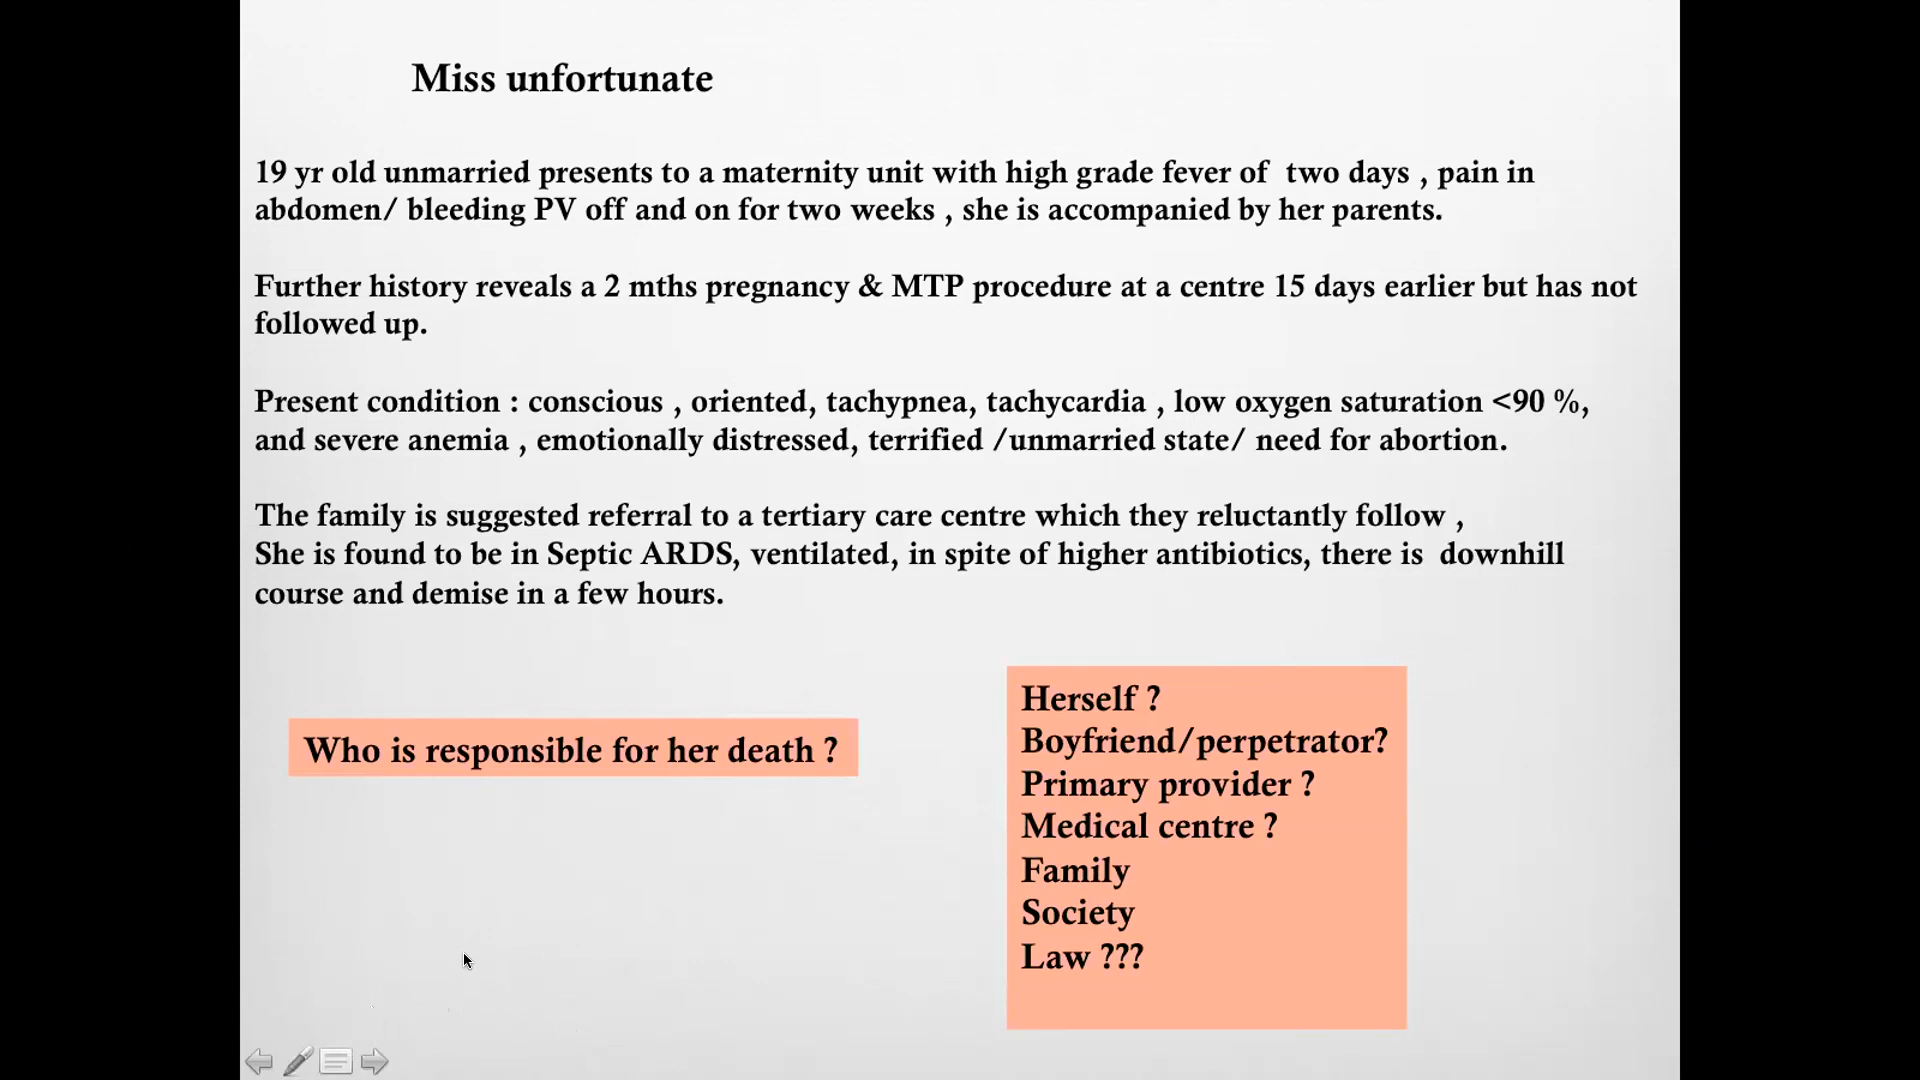 Miss unfortunate
19 yr old unmarried presents to a maternity unit with high grade fever of  two days , pain in
abdomen/ bleeding PV off and on for two weeks , she is accompanied by her parents.
Further history reveals a 2 mths pregnancy & MTP procedure at a centre 15 days earlier but has not
followed up.
Present condition : conscious , oriented, tachypnea, tachycardia , low oxygen saturation <90 %,
and severe anemia , emotionally distressed, terrified /unmarried state/ need for abortion.
The family is suggested referral to a tertiary care centre which they reluctantly follow ,
She is found to be in Septic ARDS, ventilated, in spite of higher antibiotics, there is  downhill
course and demise in a few hours.
Who is responsible for her death ?
Herself ?
Boyfriend/perpetrator?
Primary provider ?
Medical centre ?
Family
Society
Law ???